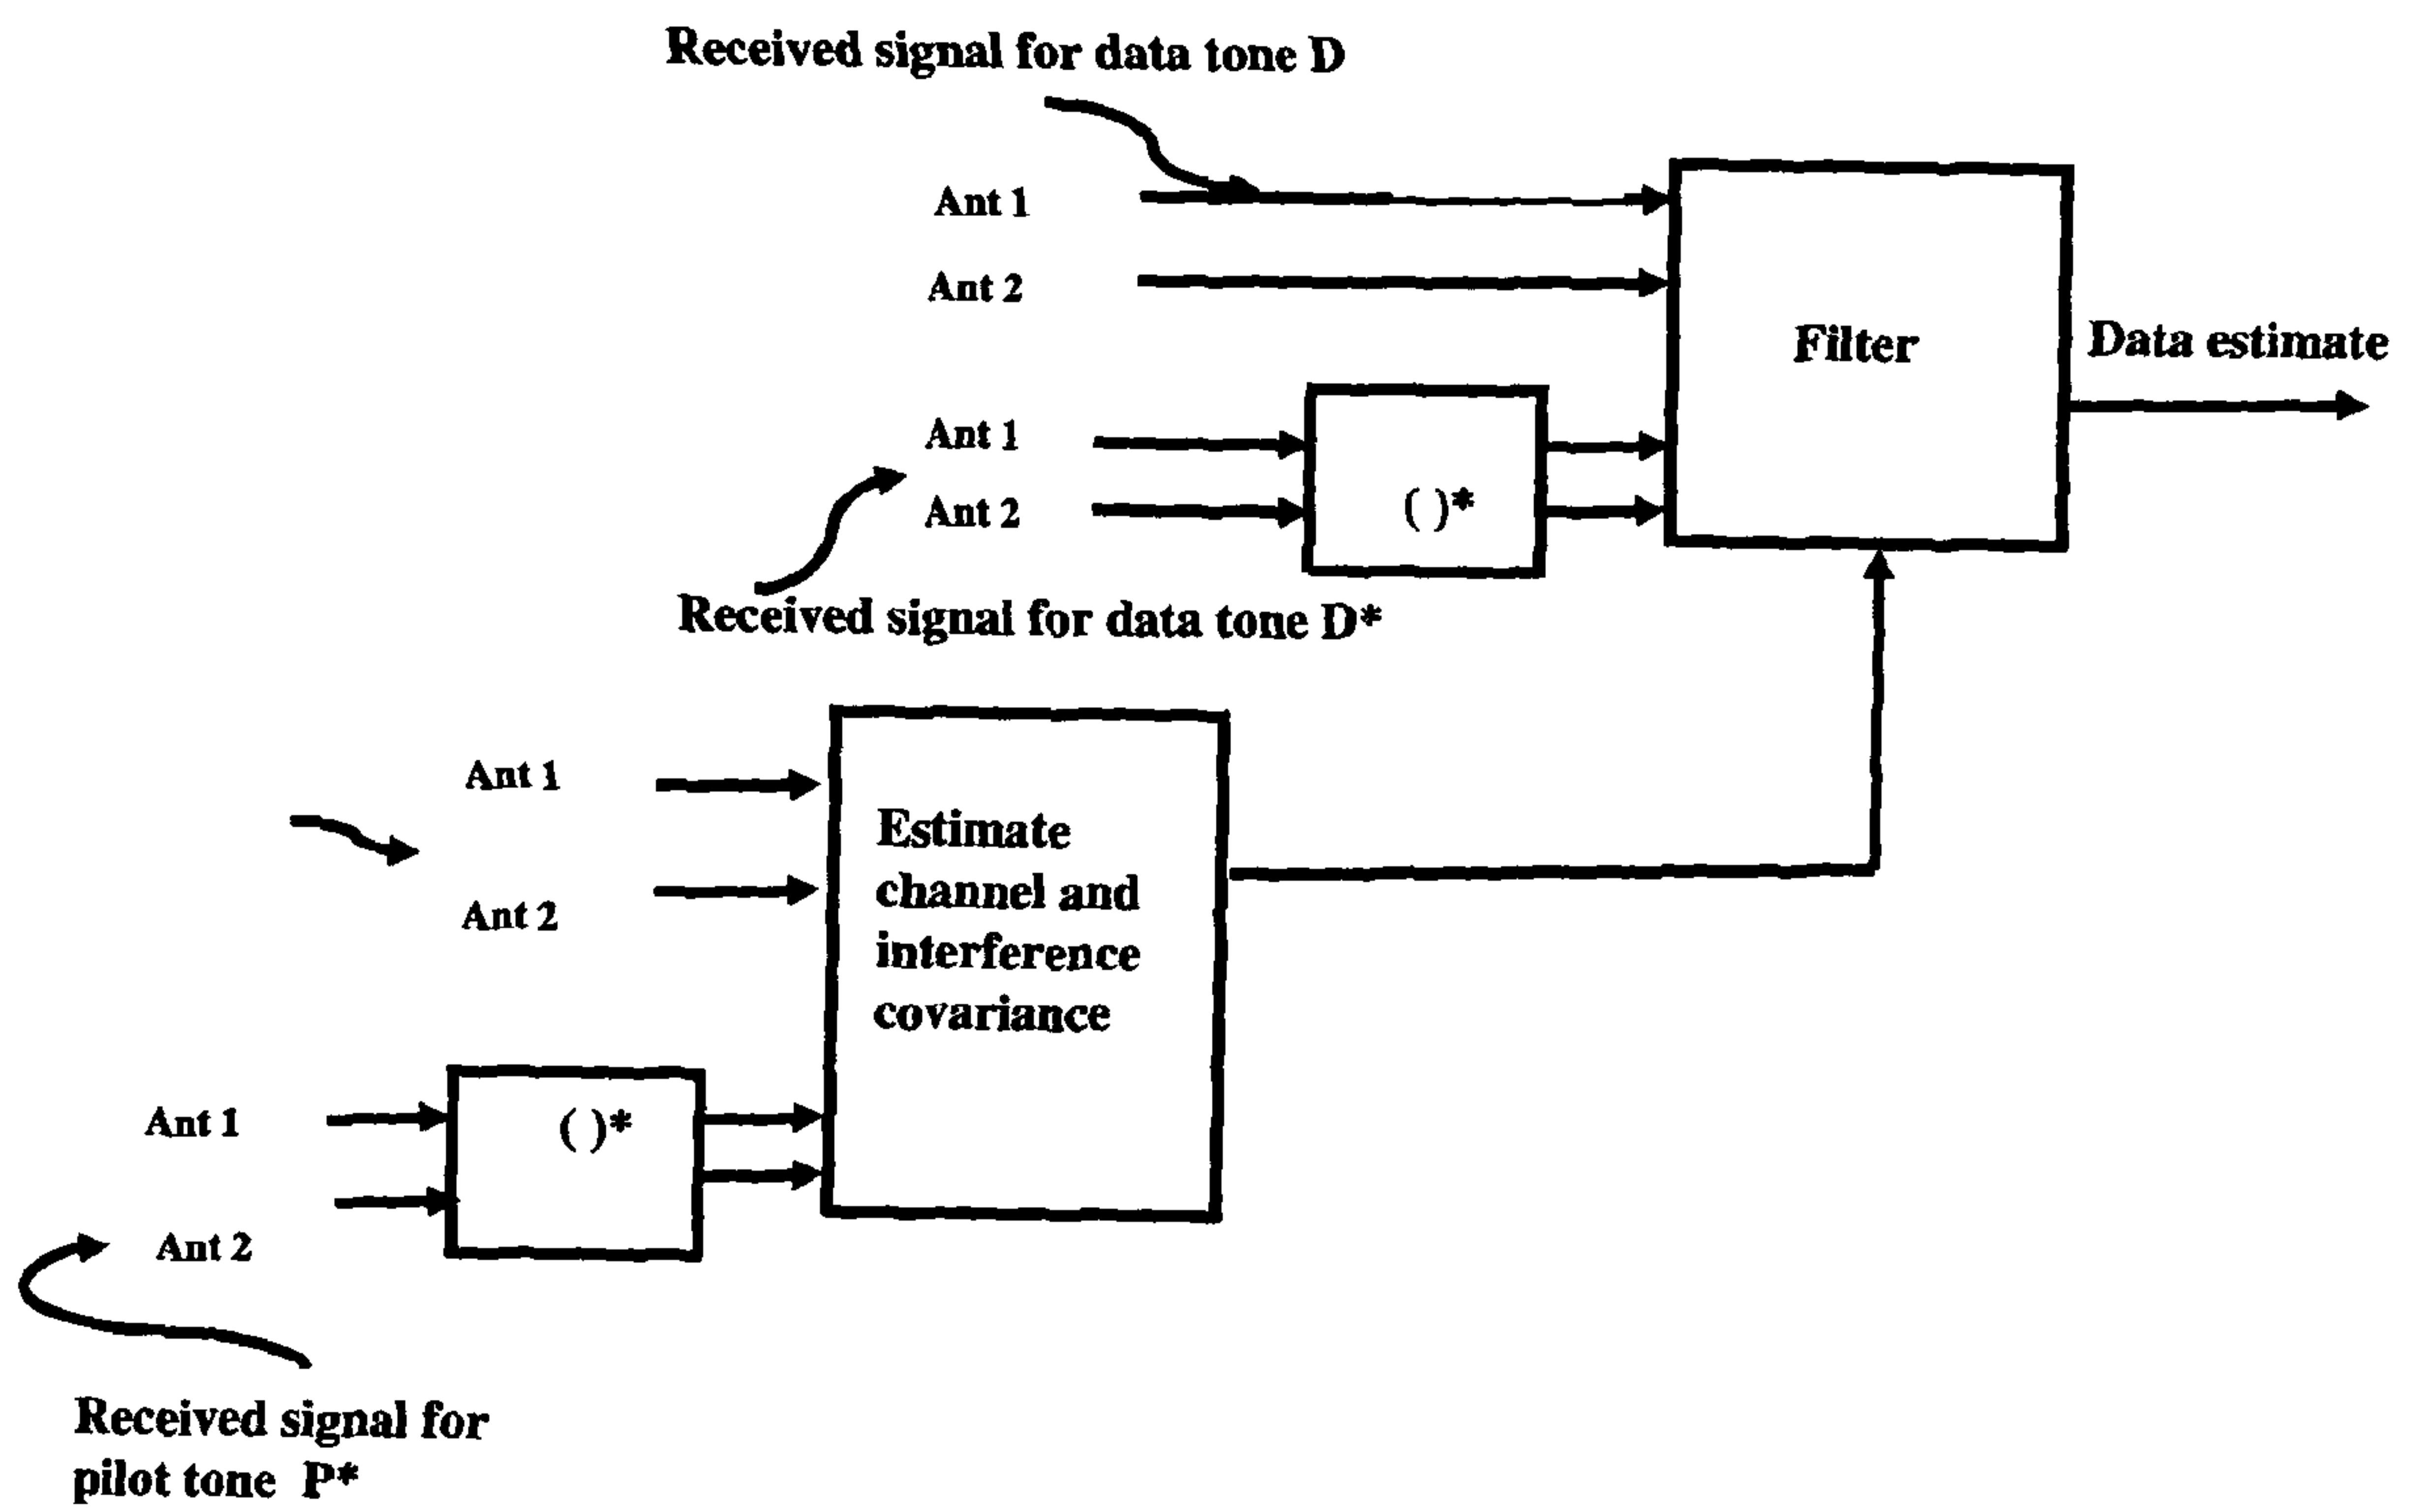 Received signal for data tone D
Ant 1
Ant 2
Filter
Data estimate
Ant 1
Ant 2
( )*
Received signal for data tone D*
Ant 1
Ant 2
Estimate
channel and
interference
covariance
Ant 1
Ant 2
( )*
Received signal for
pilot tone P*